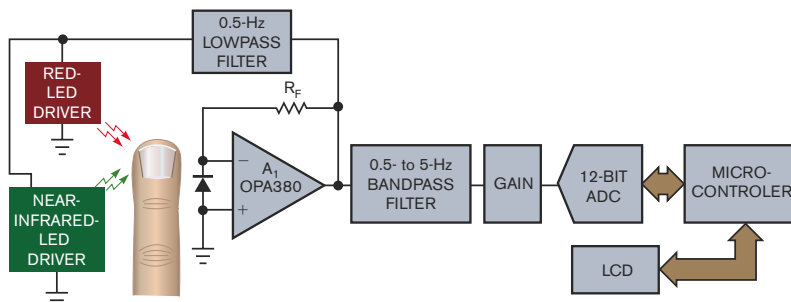 0.5-Hz
LOWPASS
FILTER
RED-
LED
DRIVER
RF
A1
OPA380
−
+
NEAR-
INFRARED-
LED
DRIVER
0.5- to 5-Hz
BANDPASS
FILTER
GAIN
12-BIT
ADC
MICRO-
CONTROLER
LCD